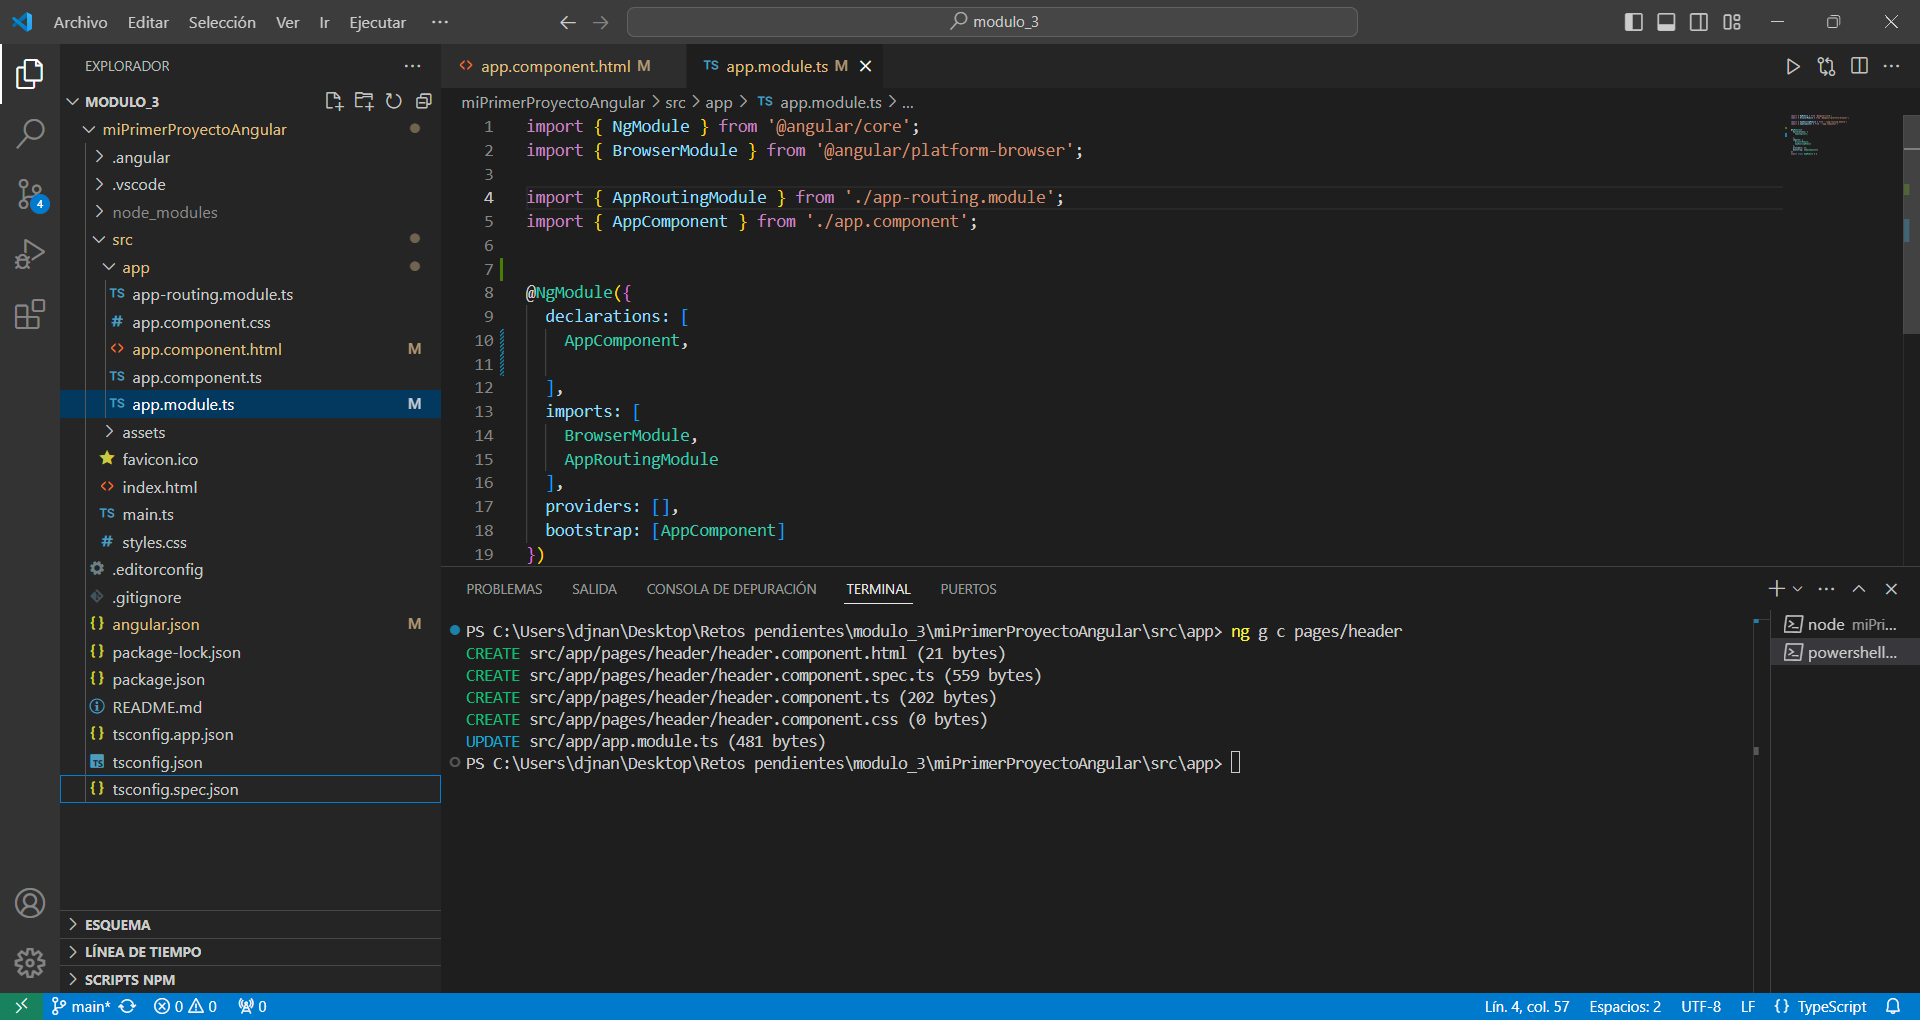 Archivo Editar Selección Ver Ir Ejecutar ···
modulo_3
EXPLORADOR
MODULO_3
miPrimerProyectoAngular
.angular
.vscode
node_modules
src
app
TS app-routing.module.ts
# app.component.css
<> app.component.html M
TS app.component.ts
TS app.module.ts M
assets
favicon.ico
<> index.html
TS main.ts
# styles.css
.editorconfig
.gitignore
{} angular.json M
{} package-lock.json
{} package.json
README.md
{} tsconfig.app.json
TS tsconfig.json
{} tsconfig.spec.json
ESQUEMA
LÍNEA DE TIEMPO
SCRIPTS NPM
4
<> app.component.html M
TS app.module.ts M
miPrimerProyectoAngular > src > app > TS app.module.ts > ...
1 import { NgModule } from '@angular/core';
2 import { BrowserModule } from '@angular/platform-browser';
3
4 import { AppRoutingModule } from './app-routing.module';
5 import { AppComponent } from './app.component';
6
7
8 @NgModule({
9 declarations: [
10 AppComponent,
11
12 ],
13 imports: [
14 BrowserModule,
15 AppRoutingModule
16 ],
17 providers: [],
18 bootstrap: [AppComponent]
19 })
PROBLEMAS SALIDA CONSOLA DE DEPURACIÓN TERMINAL PUERTOS
PS C:\Users\djnan\Desktop\Retos pendientes\modulo_3\miPrimerProyectoAngular\src\app> ng g c pages/header
CREATE src/app/pages/header/header.component.html (21 bytes)
CREATE src/app/pages/header/header.component.spec.ts (559 bytes)
CREATE src/app/pages/header/header.component.ts (202 bytes)
CREATE src/app/pages/header/header.component.css (0 bytes)
UPDATE src/app/app.module.ts (481 bytes)
PS C:\Users\djnan\Desktop\Retos pendientes\modulo_3\miPrimerProyectoAngular\src\app>
node miPri...
powershell...
main* 0 0 0
Lín. 4, col. 57 Espacios: 2 UTF-8 LF {} TypeScript